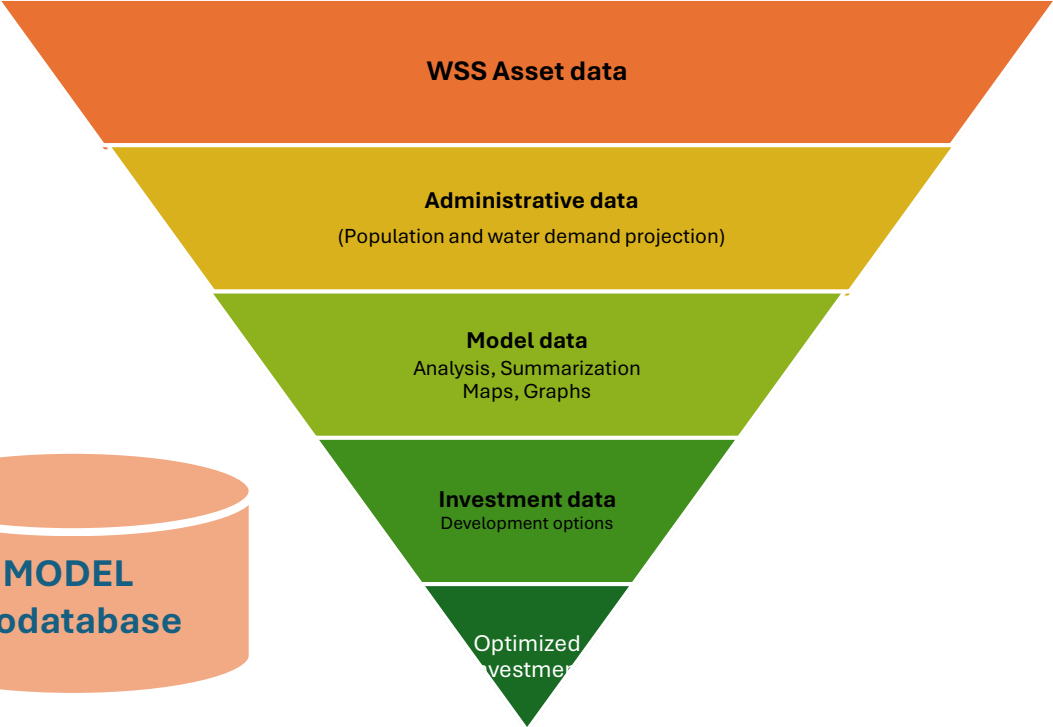 WSS Asset data
Administrative data
(Population and water demand projection)
Model data
Analysis, Summarization
Maps, Graphs
Investment data
Development options
MODEL
Optimized